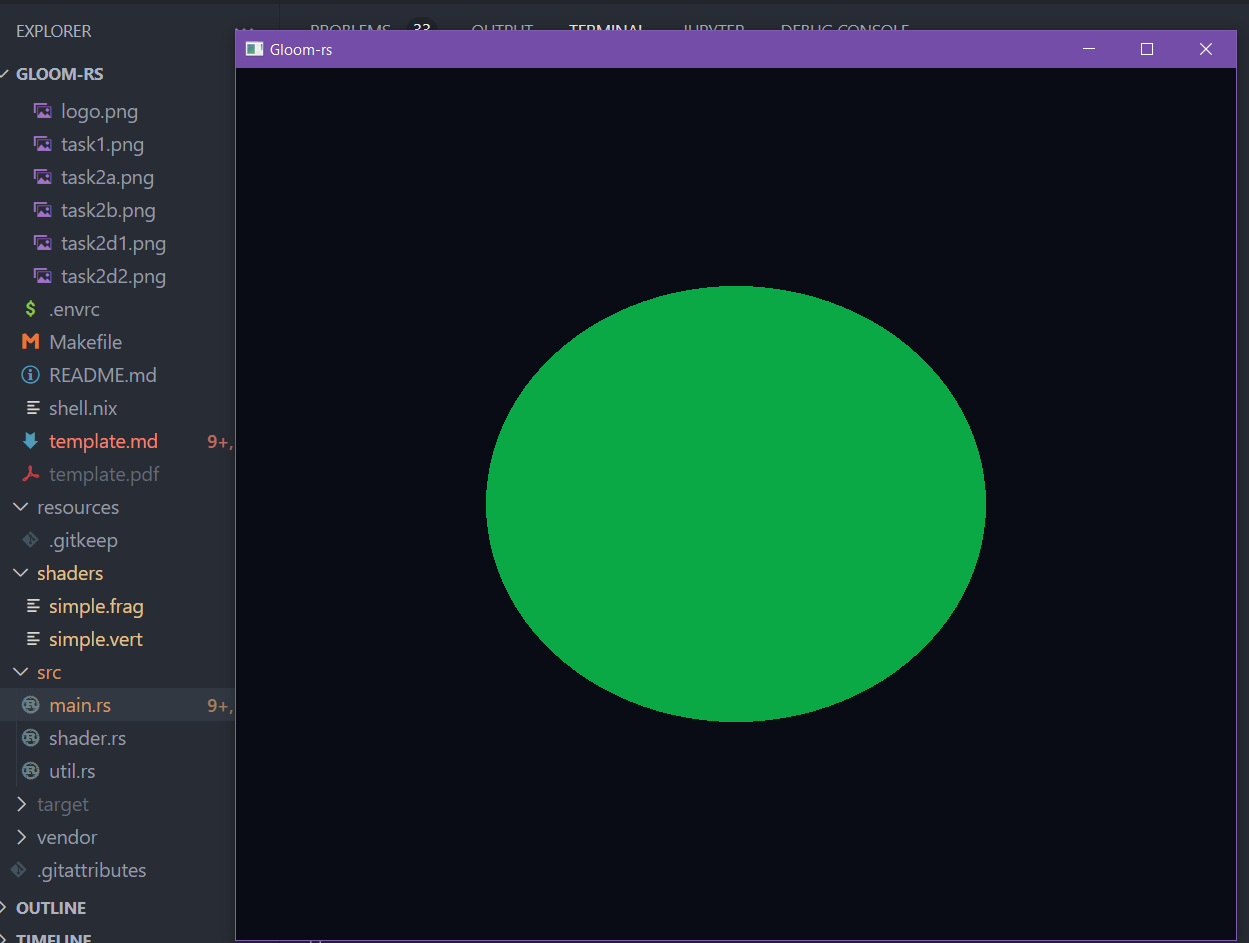 EXPLORER
PROBLEMS 33 OUTPUT TERMINAL JUPYTER DEBUG CONSOLE
Gloom-rs
GLOOM-RS
logo.png
task1.png
task2a.png
task2b.png
task2d1.png
task2d2.png
.envrc
Makefile
README.md
shell.nix
template.md 9+,
template.pdf
resources
.gitkeep
shaders
simple.frag
simple.vert
src
main.rs 9+,
shader.rs
util.rs
target
vendor
.gitattributes
OUTLINE
TIMELINE